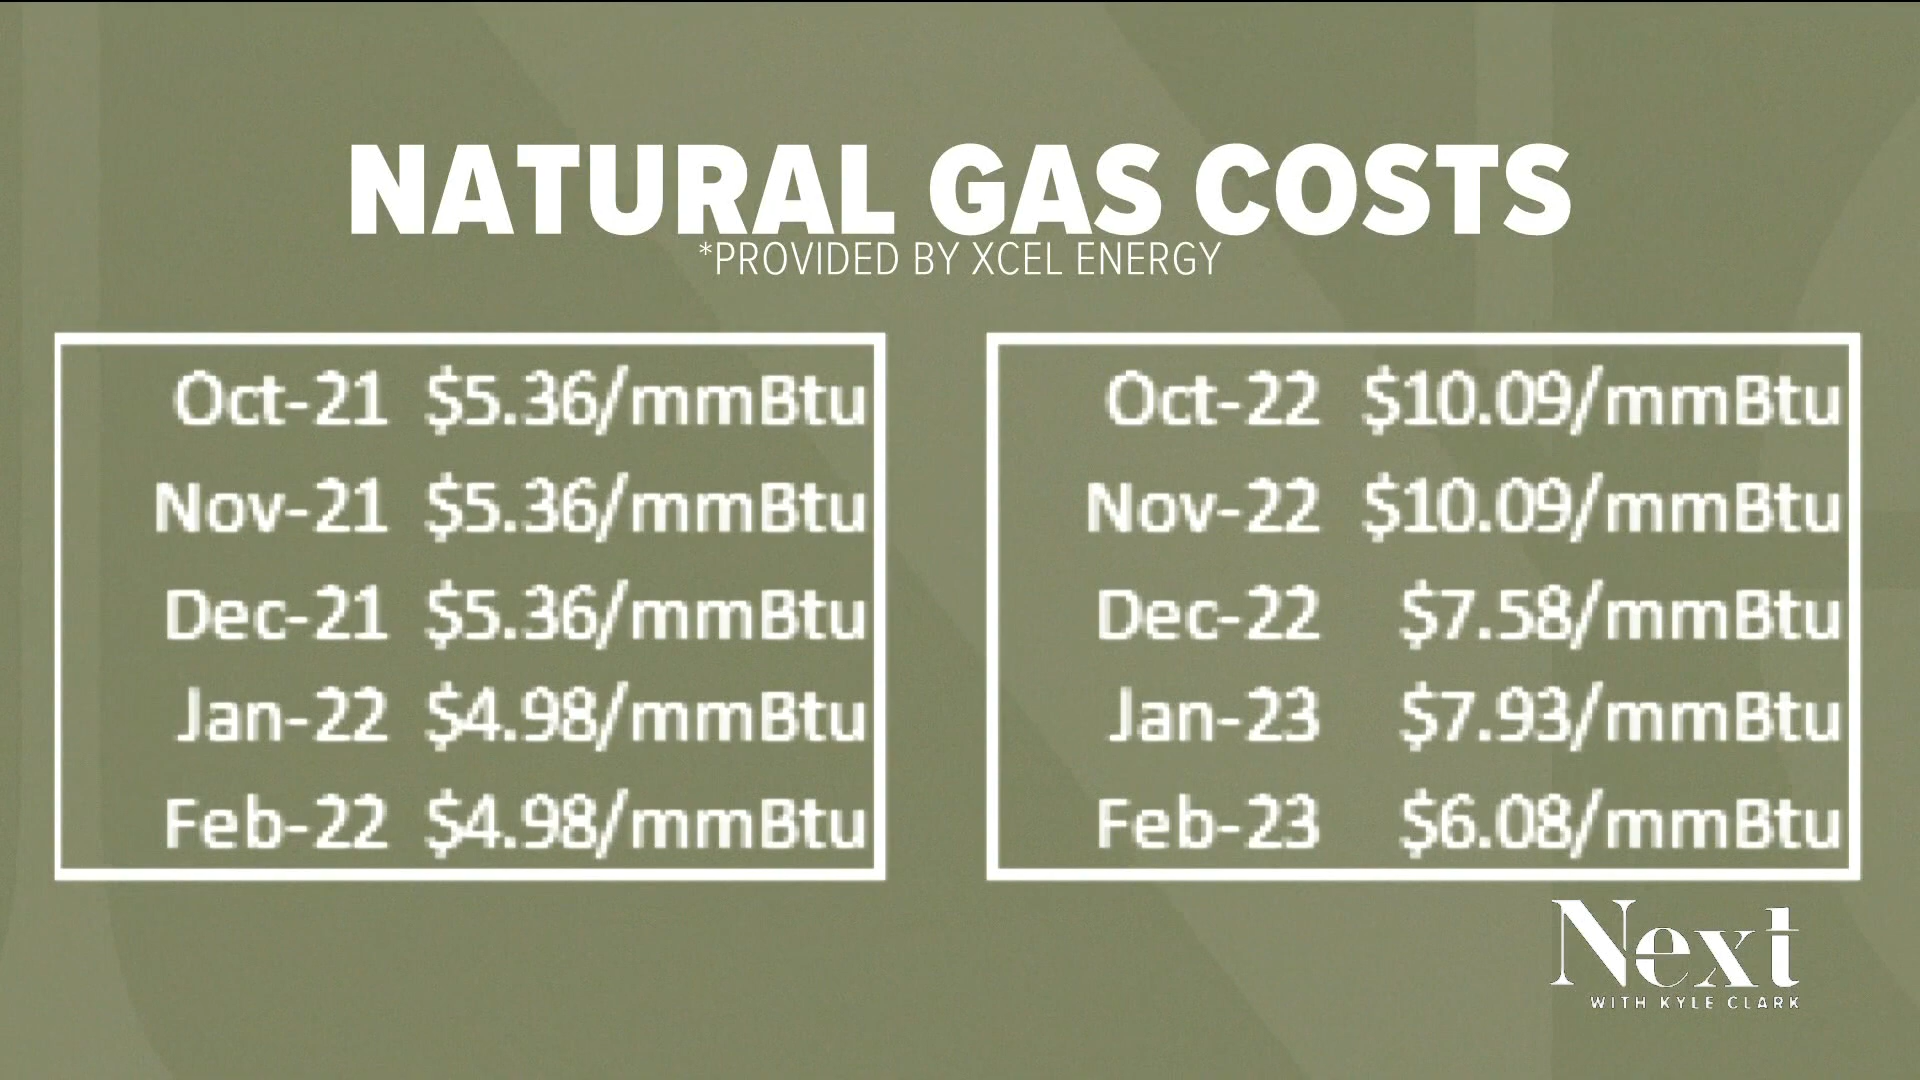 NATURAL GAS COSTS
*PROVIDED BY XCEL ENERGY
Oct-21 $5.36/mmBtu
Nov-21 $5.36/mmBtu
Dec-21 $5.36/mmBtu
Jan-22 $4.98/mmBtu
Feb-22 $4.98/mmBtu
Oct-22 $10.09/mmBtu
Nov-22 $10.09/mmBtu
Dec-22 $7.58/mmBtu
Jan-23 $7.93/mmBtu
Feb-23 $6.08/mmBtu
Next
WITH KYLE CLARK